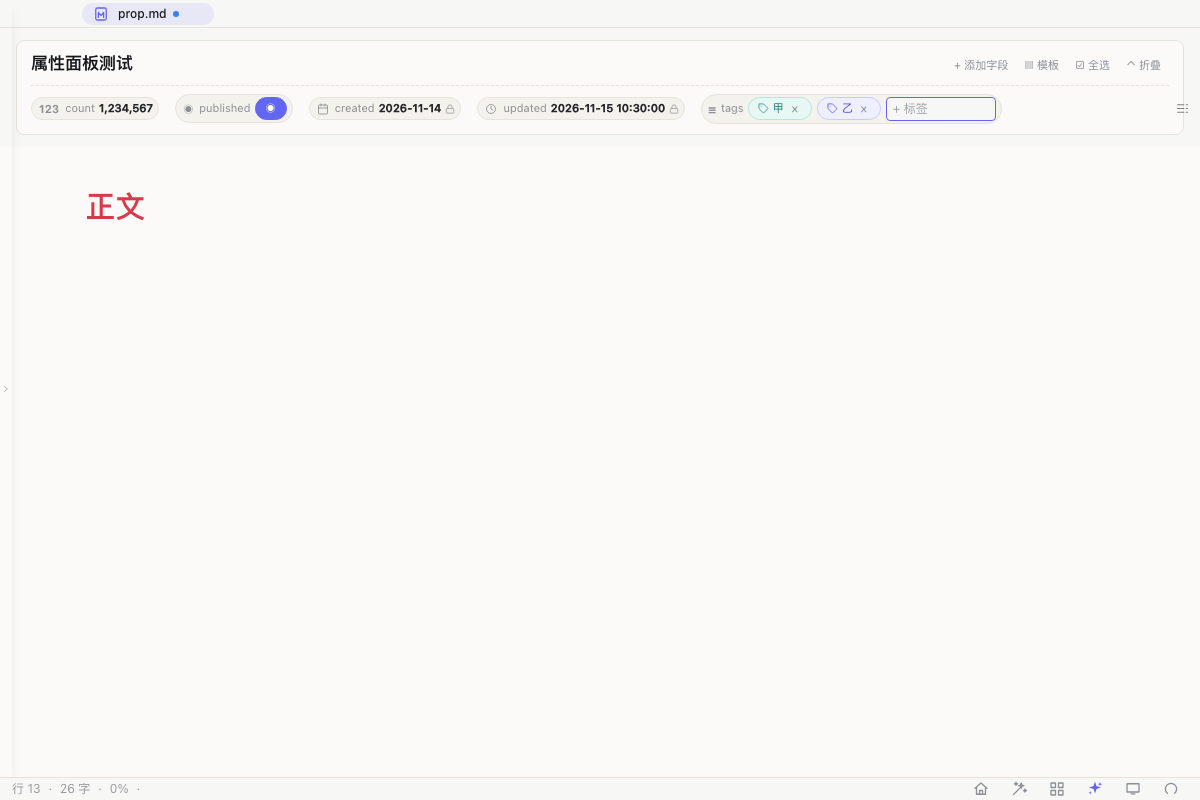 prop.md
属性面板测试
+ 添加字段 模板 全选 折叠
123 count 1,234,567 published created 2026-11-14 updated 2026-11-15 10:30:00 tags 甲 × 乙 × + 标签
正文
行 13 · 26 字 · 0% ·